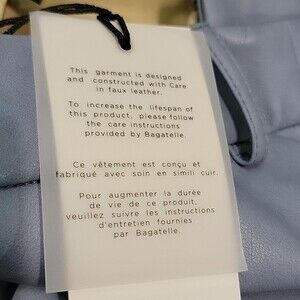 This garment is designed
and constructed with Care
in faux leather.
To increase the lifespan of
this product, please follow
the care instructions
provided by Bagatelle.
Ce vêtement est conçu et
fabriqué avec soin en simili cuir.
Pour augmenter la durée
de vie de ce produit,
veuillez suivre les instructions
d'entretien fournies
par Bagatelle.